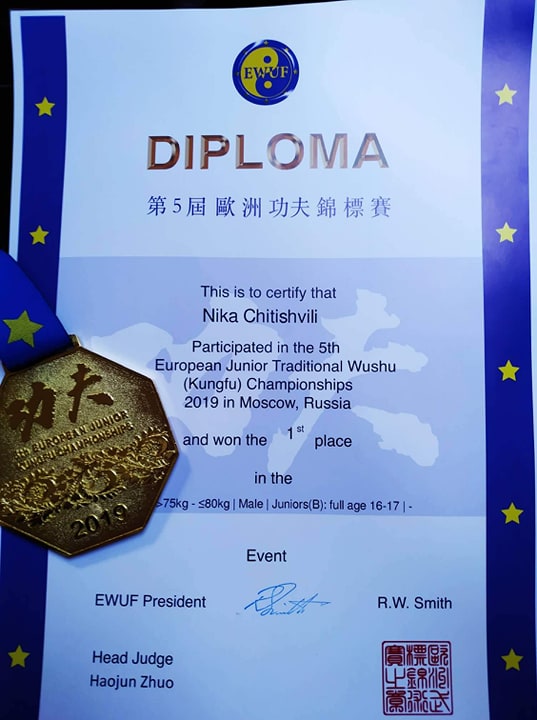 EWUF
DIPLOMA
第5屆歐洲功夫錦標賽
This is to certify that
Nika Chitishvili
Participated in the 5th
European Junior Traditional Wushu
(Kungfu) Championships
2019 in Moscow, Russia
and won the 1st place
in the
>75kg - ≤80kg | Male | Juniors(B): full age 16-17 | -
Event
EWUF President
R.W. Smith
Head Judge
Haojun Zhuo
功夫
5th EUROPEAN JUNIOR
CHAMPIONSHIPS
2019